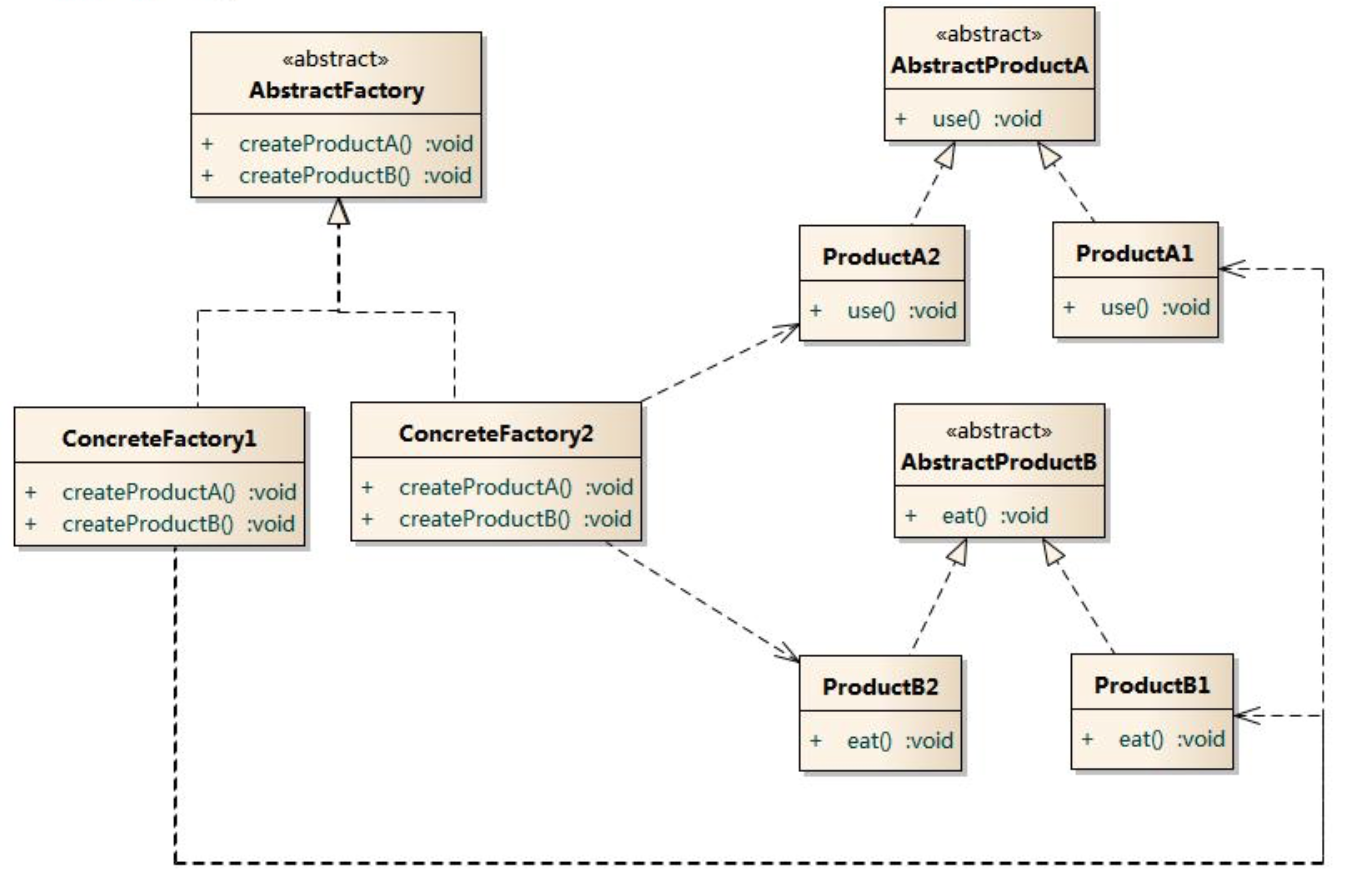 «abstract»
AbstractFactory
+ createProductA() :void
+ createProductB() :void
«abstract»
AbstractProductA
+ use() :void
ProductA2
+ use() :void
ProductA1
+ use() :void
ConcreteFactory1
+ createProductA() :void
+ createProductB() :void
ConcreteFactory2
+ createProductA() :void
+ createProductB() :void
«abstract»
AbstractProductB
+ eat() :void
ProductB2
+ eat() :void
ProductB1
+ eat() :void